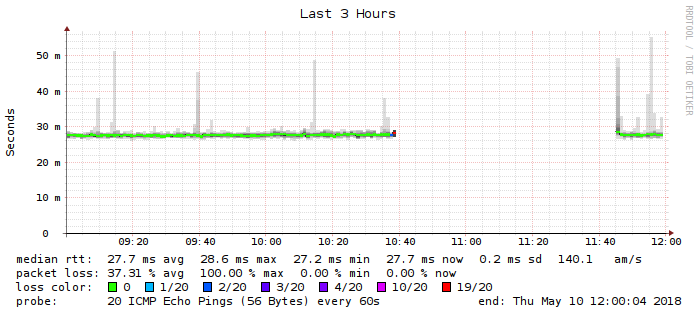 Last 3 Hours
RRDTOOL / TOBI OETIKER
Seconds
50 m
40 m
30 m
20 m
10 m
0
09:20 09:40 10:00 10:20 10:40 11:00 11:20 11:40 12:00
median rtt: 27.7 ms avg 28.6 ms max 27.2 ms min 27.7 ms now 0.2 ms sd 140.1 am/s
packet loss: 37.31 % avg 100.00 % max 0.00 % min 0.00 % now
loss color: 0 1/20 2/20 3/20 4/20 10/20 19/20
probe: 20 ICMP Echo Pings (56 Bytes) every 60s end: Thu May 10 12:00:04 2018